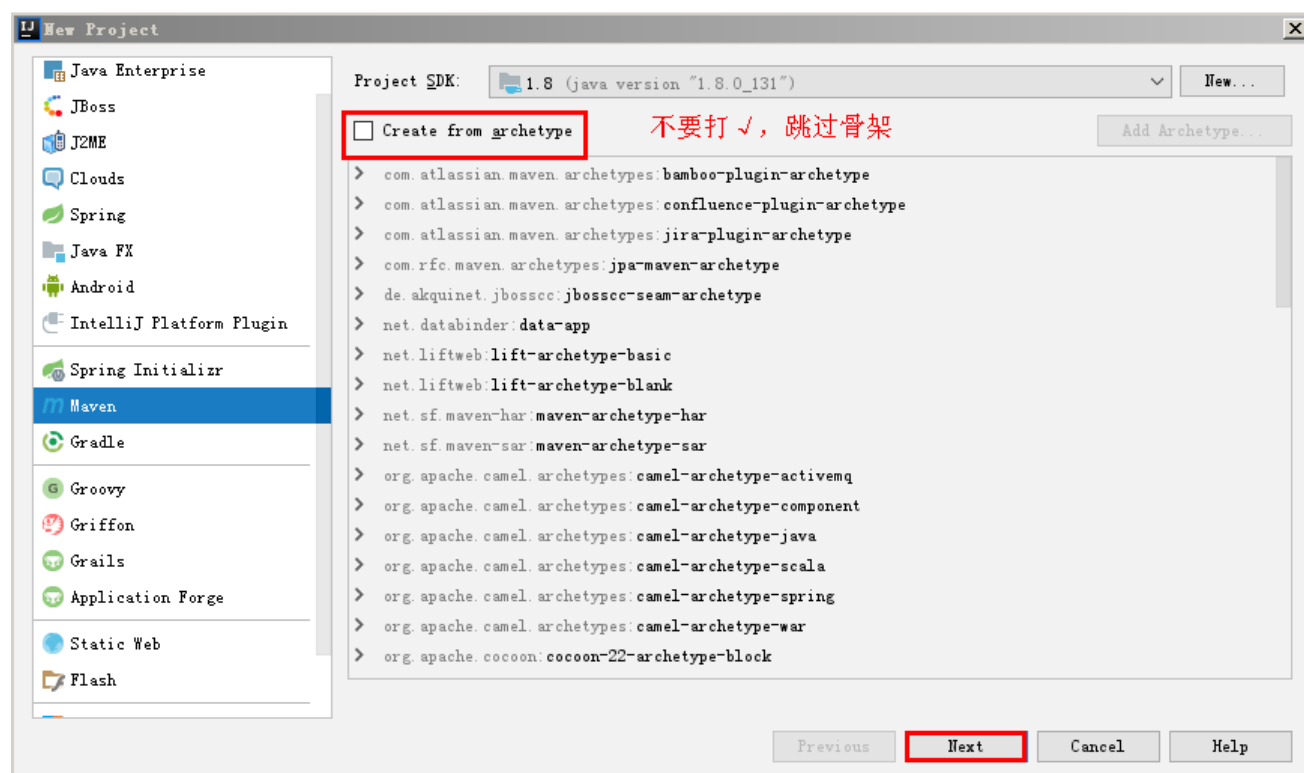 New Project
Java Enterprise
JBoss
J2ME
Clouds
Spring
Java FX
Android
IntelliJ Platform Plugin
Spring Initializr
Maven
Gradle
Groovy
Griffon
Grails
Application Forge
Static Web
Flash
Project SDK: 1.8 (java version "1.8.0_131") New...
Create from archetype 不要打√，跳过骨架 Add Archetype...
com.atlassian.maven.archetypes:bamboo-plugin-archetype
com.atlassian.maven.archetypes:confluence-plugin-archetype
com.atlassian.maven.archetypes:jira-plugin-archetype
com.rfc.maven.archetypes:jpa-maven-archetype
de.akquinet.jbosscc:jbosscc-seam-archetype
net.databinder:data-app
net.liftweb:lift-archetype-basic
net.liftweb:lift-archetype-blank
net.sf.maven-har:maven-archetype-har
net.sf.maven-sar:maven-archetype-sar
org.apache.camel.archetypes:camel-archetype-activemq
org.apache.camel.archetypes:camel-archetype-component
org.apache.camel.archetypes:camel-archetype-java
org.apache.camel.archetypes:camel-archetype-scala
org.apache.camel.archetypes:camel-archetype-spring
org.apache.camel.archetypes:camel-archetype-war
org.apache.cocoon:cocoon-22-archetype-block
Previous Next Cancel Help